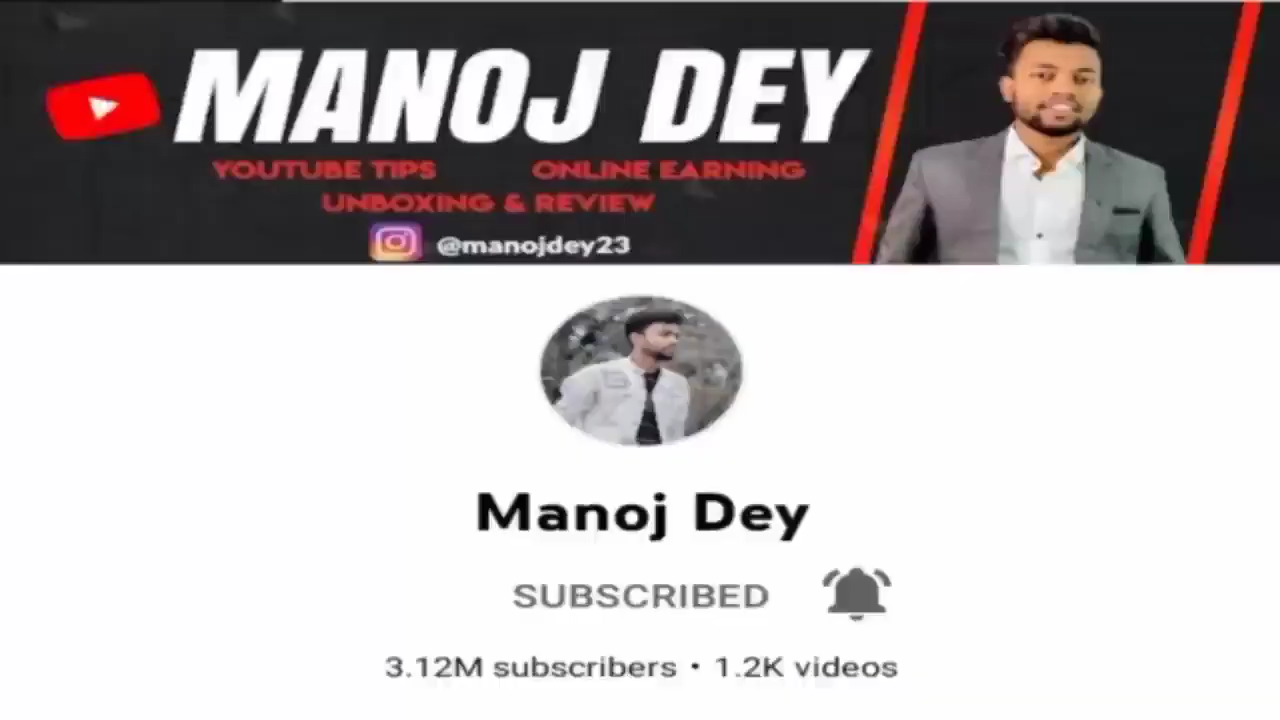 MANOJ DEY
YOUTUBE TIPS ONLINE EARNING
UNBOXING & REVIEW
@manojdey23
Manoj Dey
SUBSCRIBED
3.12M subscribers • 1.2K videos